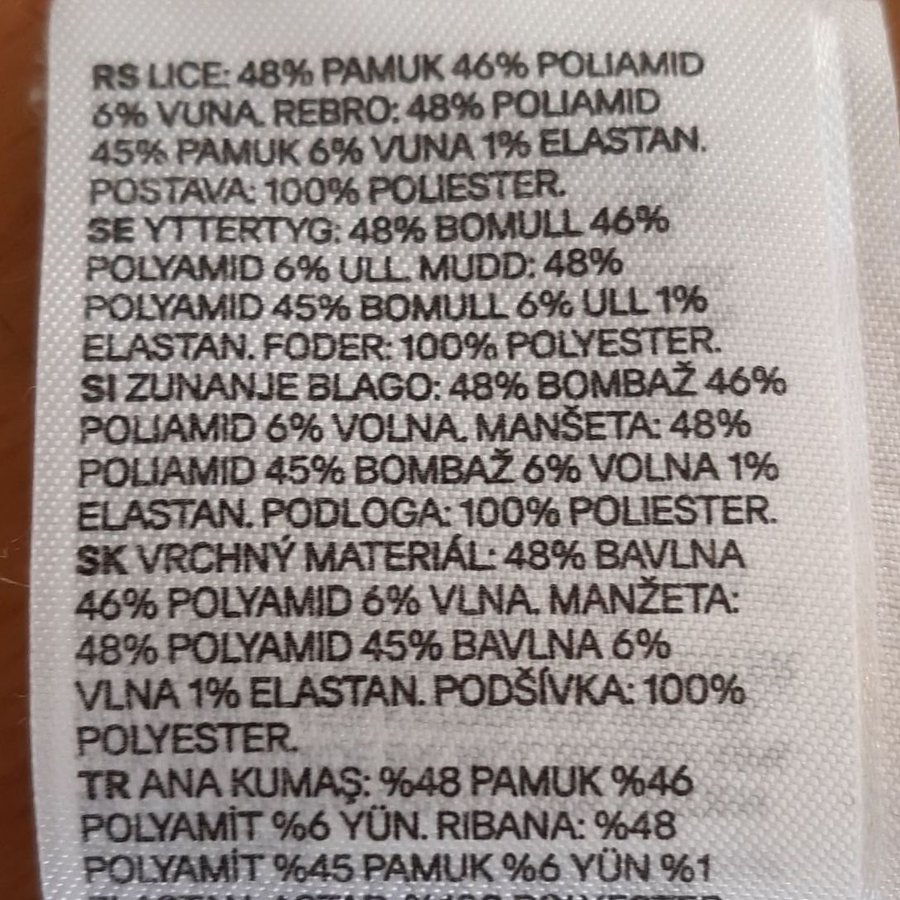 RS LICE: 48% PAMUK 46% POLIAMID
6% VUNA. REBRO: 48% POLIAMID
45% PAMUK 6% VUNA 1% ELASTAN.
POSTAVA: 100% POLIESTER.
SE YTTERTYG: 48% BOMULL 46%
POLYAMID 6% ULL. MUDD: 48%
POLYAMID 45% BOMULL 6% ULL 1%
ELASTAN. FODER: 100% POLYESTER.
SI ZUNANJE BLAGO: 48% BOMBAŽ 46%
POLIAMID 6% VOLNA. MANŠETA: 48%
POLIAMID 45% BOMBAŽ 6% VOLNA 1%
ELASTAN. PODLOGA: 100% POLIESTER.
SK VRCHNÝ MATERIÁL: 48% BAVLNA
46% POLYAMID 6% VLNA. MANŽETA:
48% POLYAMID 45% BAVLNA 6%
VLNA 1% ELASTAN. PODŠÍVKA: 100%
POLYESTER.
TR ANA KUMAŞ: %48 PAMUK %46
POLYAMİT %6 YÜN. RIBANA: %48
POLYAMİT %45 PAMUK %6 YÜN %1